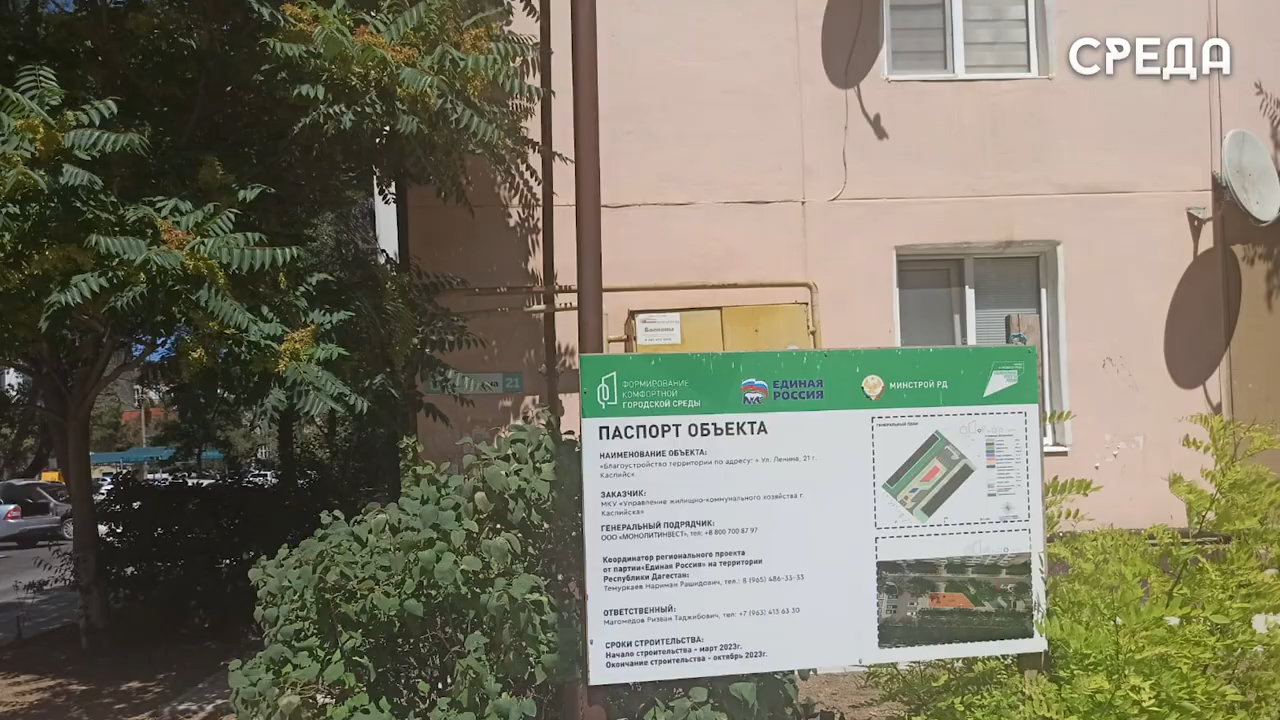 СРЕДА
Балконы
21
ФОРМИРОВАНИЕ
КОМФОРТНОЙ
ГОРОДСКОЙ СРЕДЫ
ЕДИНАЯ
РОССИЯ
МИНСТРОЙ РД
ПАСПОРТ ОБЪЕКТА
НАИМЕНОВАНИЕ ОБЪЕКТА:
«Благоустройство территории по адресу: » Ул. Ленина, 21 г.
Каспийск
ЗАКАЗЧИК:
МКУ «Управление жилищно-коммунального хозяйства г.
Каспийска»
ГЕНЕРАЛЬНЫЙ ПОДРЯДЧИК:
ООО «МОНОЛИТИНВЕСТ», тел: +8 800 700 87 97
Координатор регионального проекта
от партии«Единая Россия» на территории
Республики Дагестан:
Темуркаев Нариман Рашидович, тел.: 8 (965) 486-33-33
ОТВЕТСТВЕННЫЙ:
Магомедов Ризван Таджибович, тел: +7 (963) 413 63 30
СРОКИ СТРОИТЕЛЬСТВА:
Начало строительства - март 2023г.
Окончание строительства - октябрь 2023г.
ГЕНЕРАЛЬНЫЙ ПЛАН